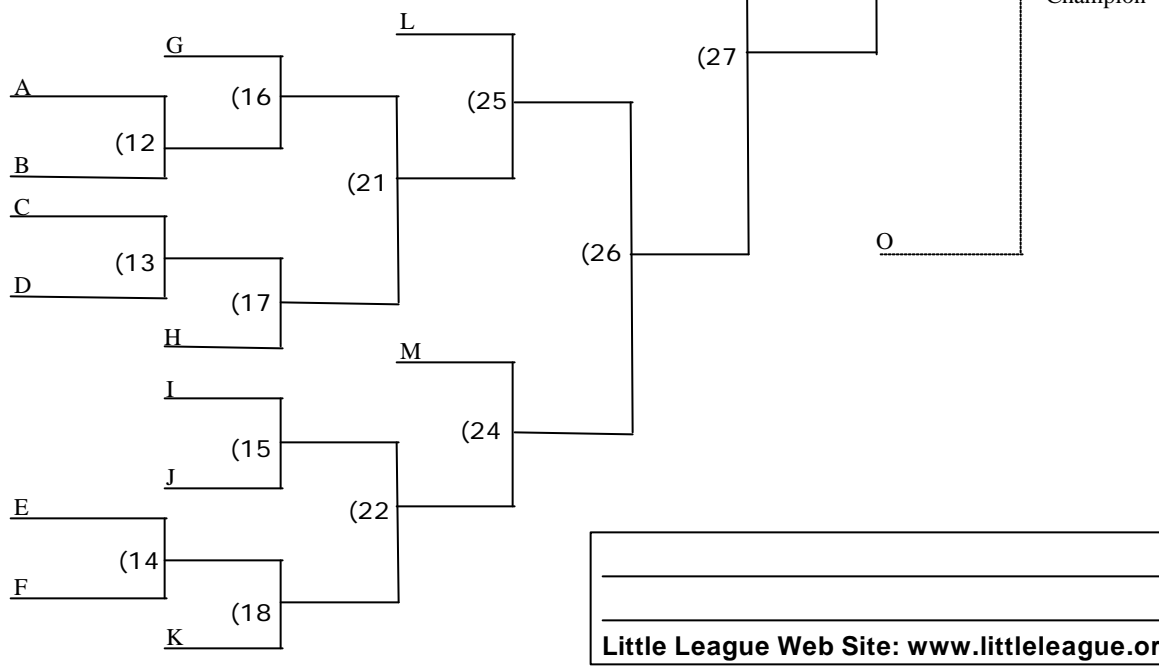 Champion
L
G
(27
A
(16
(25
(12
B
(21
C
O
(26
(13
D
(17
H
M
I
(24
(15
J
E
(22
(14
F
(18
K
Little League Web Site: www.littleleague.or